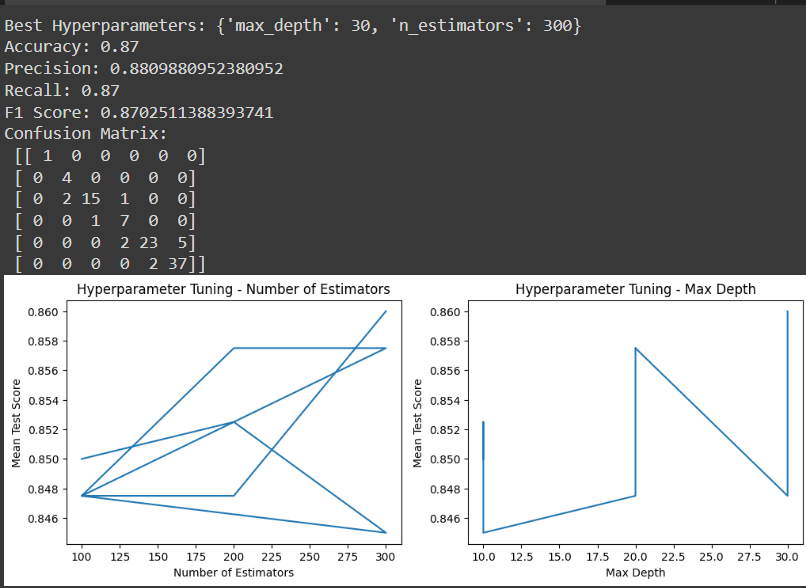 Best Hyperparameters: {'max_depth': 30, 'n_estimators': 300}
Accuracy: 0.87
Precision: 0.8809880952380952
Recall: 0.87
F1 Score: 0.8702511388393741
Confusion Matrix:
[[ 1 0 0 0 0 0]
[ 0 4 0 0 0 0]
[ 0 2 15 1 0 0]
[ 0 0 1 7 0 0]
[ 0 0 0 2 23 5]
[ 0 0 0 0 2 37]]
Hyperparameter Tuning - Number of Estimators
0.860
0.858
0.856
0.854
0.852
0.850
0.848
0.846
Mean Test Score
100 125 150 175 200 225 250 275 300
Number of Estimators
Hyperparameter Tuning - Max Depth
0.860
0.858
0.856
0.854
0.852
0.850
0.848
0.846
Mean Test Score
10.0 12.5 15.0 17.5 20.0 22.5 25.0 27.5 30.0
Max Depth